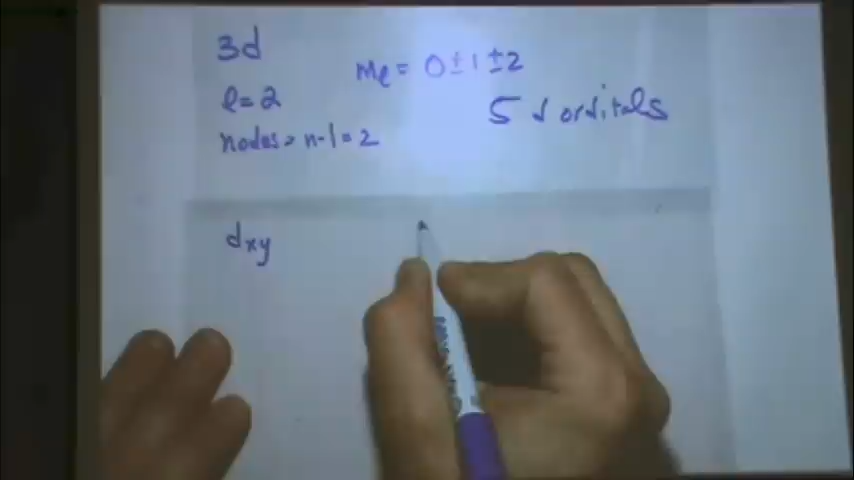 3d
mℓ = 0 ± 1 ± 2
ℓ = 2
5 d orbitals
nodes = n-1 = 2
dxy